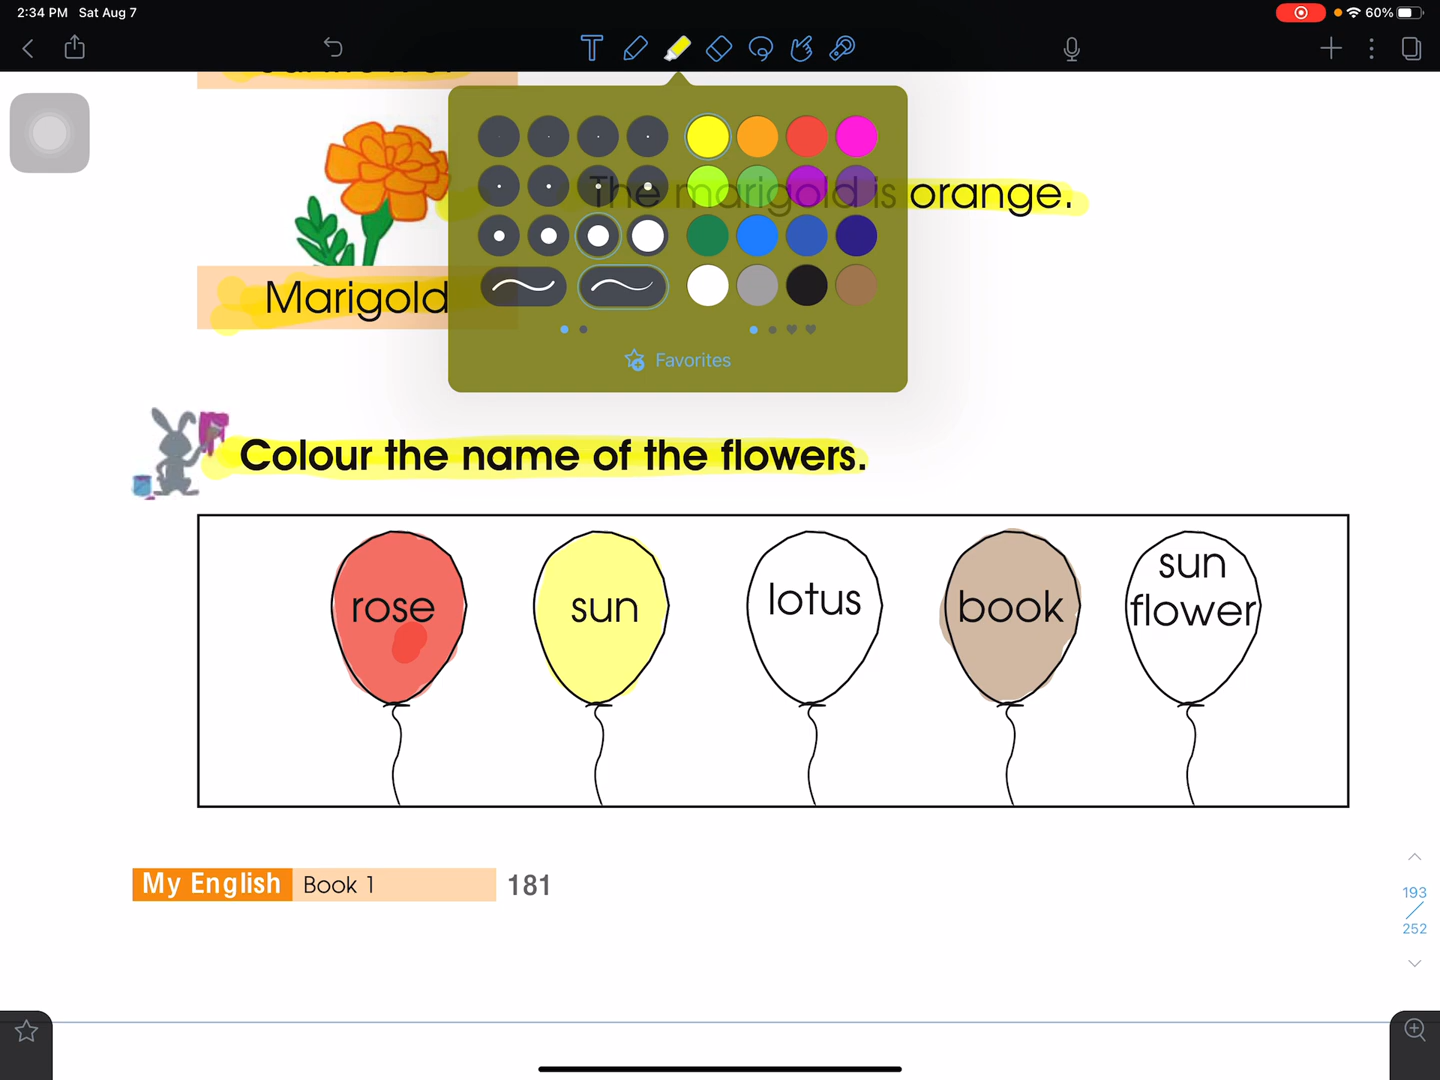 2:34 PM Sat Aug 7
60%
The marigold is orange.
Marigold
Favorites
Colour the name of the flowers.
rose
sun
lotus
book
sun
flower
My English Book 1 181
193
252